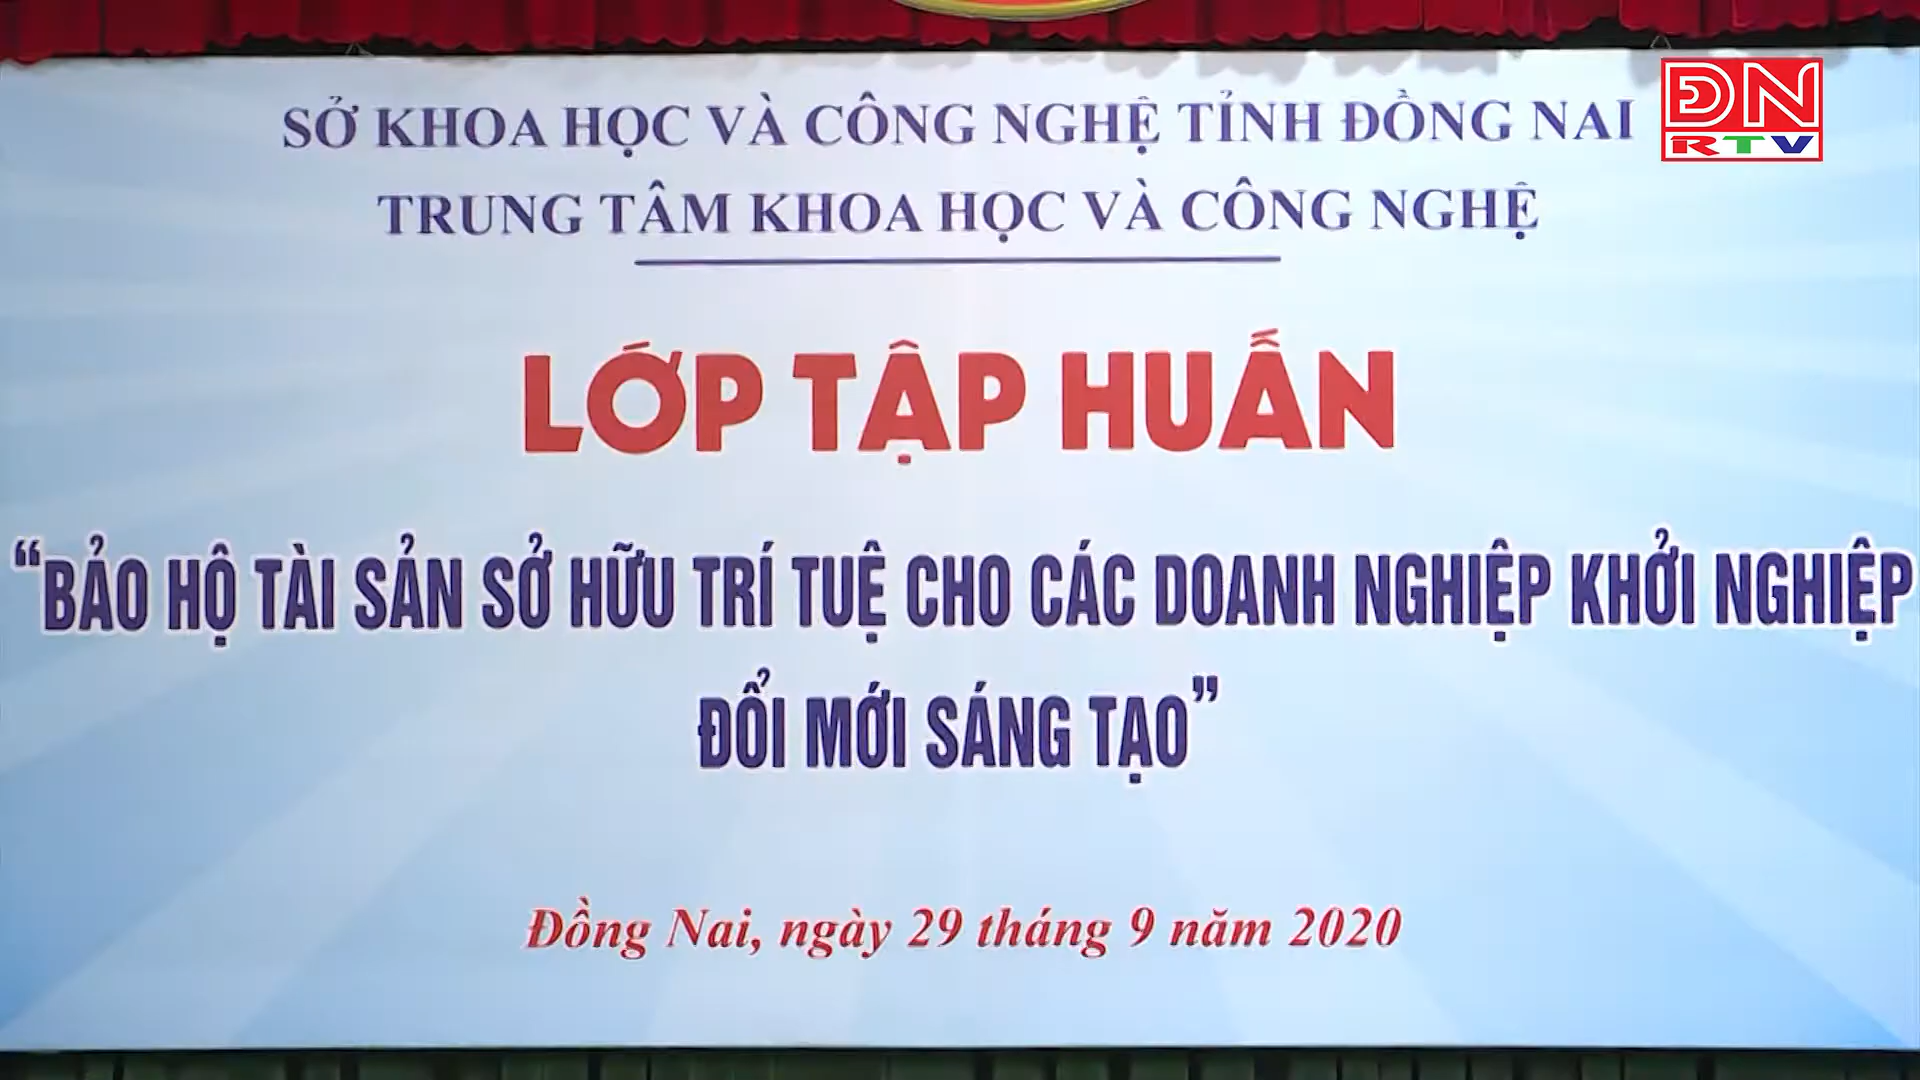 SỞ KHOA HỌC VÀ CÔNG NGHỆ TỈNH ĐỒNG NAI
ĐN
RTV
TRUNG TÂM KHOA HỌC VÀ CÔNG NGHỆ
LỚP TẬP HUẤN
“BẢO HỘ TÀI SẢN SỞ HỮU TRÍ TUỆ CHO CÁC DOANH NGHIỆP KHỞI NGHIỆP
ĐỔI MỚI SÁNG TẠO”
Đồng Nai, ngày 29 tháng 9 năm 2020